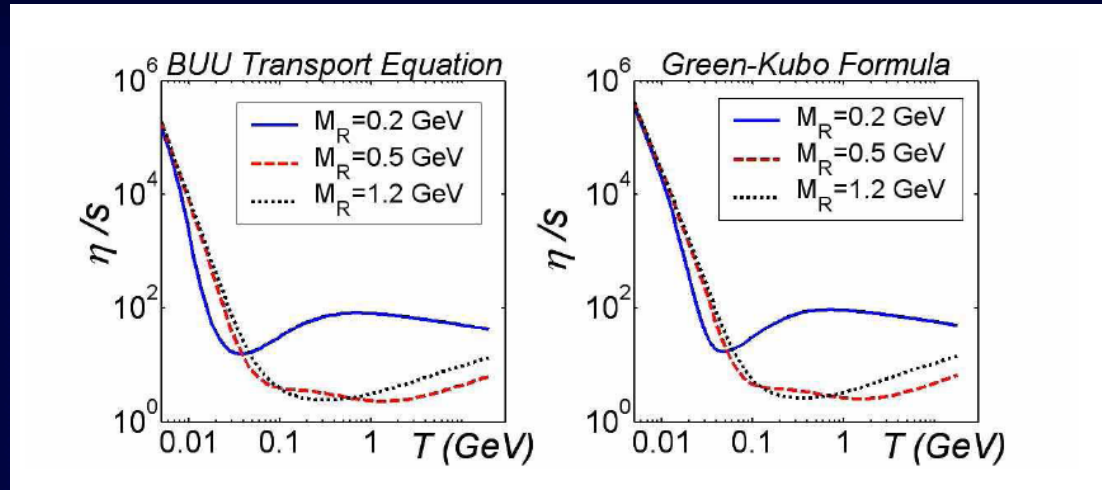 BUU Transport Equation
10^6
10^4
10^2
10^0
η/s
M_R=0.2 GeV
M_R=0.5 GeV
M_R=1.2 GeV
0.01 0.1 1 T (GeV)
Green-Kubo Formula
10^6
10^4
10^2
10^0
η/s
M_R=0.2 GeV
M_R=0.5 GeV
M_R=1.2 GeV
0.01 0.1 1 T (GeV)